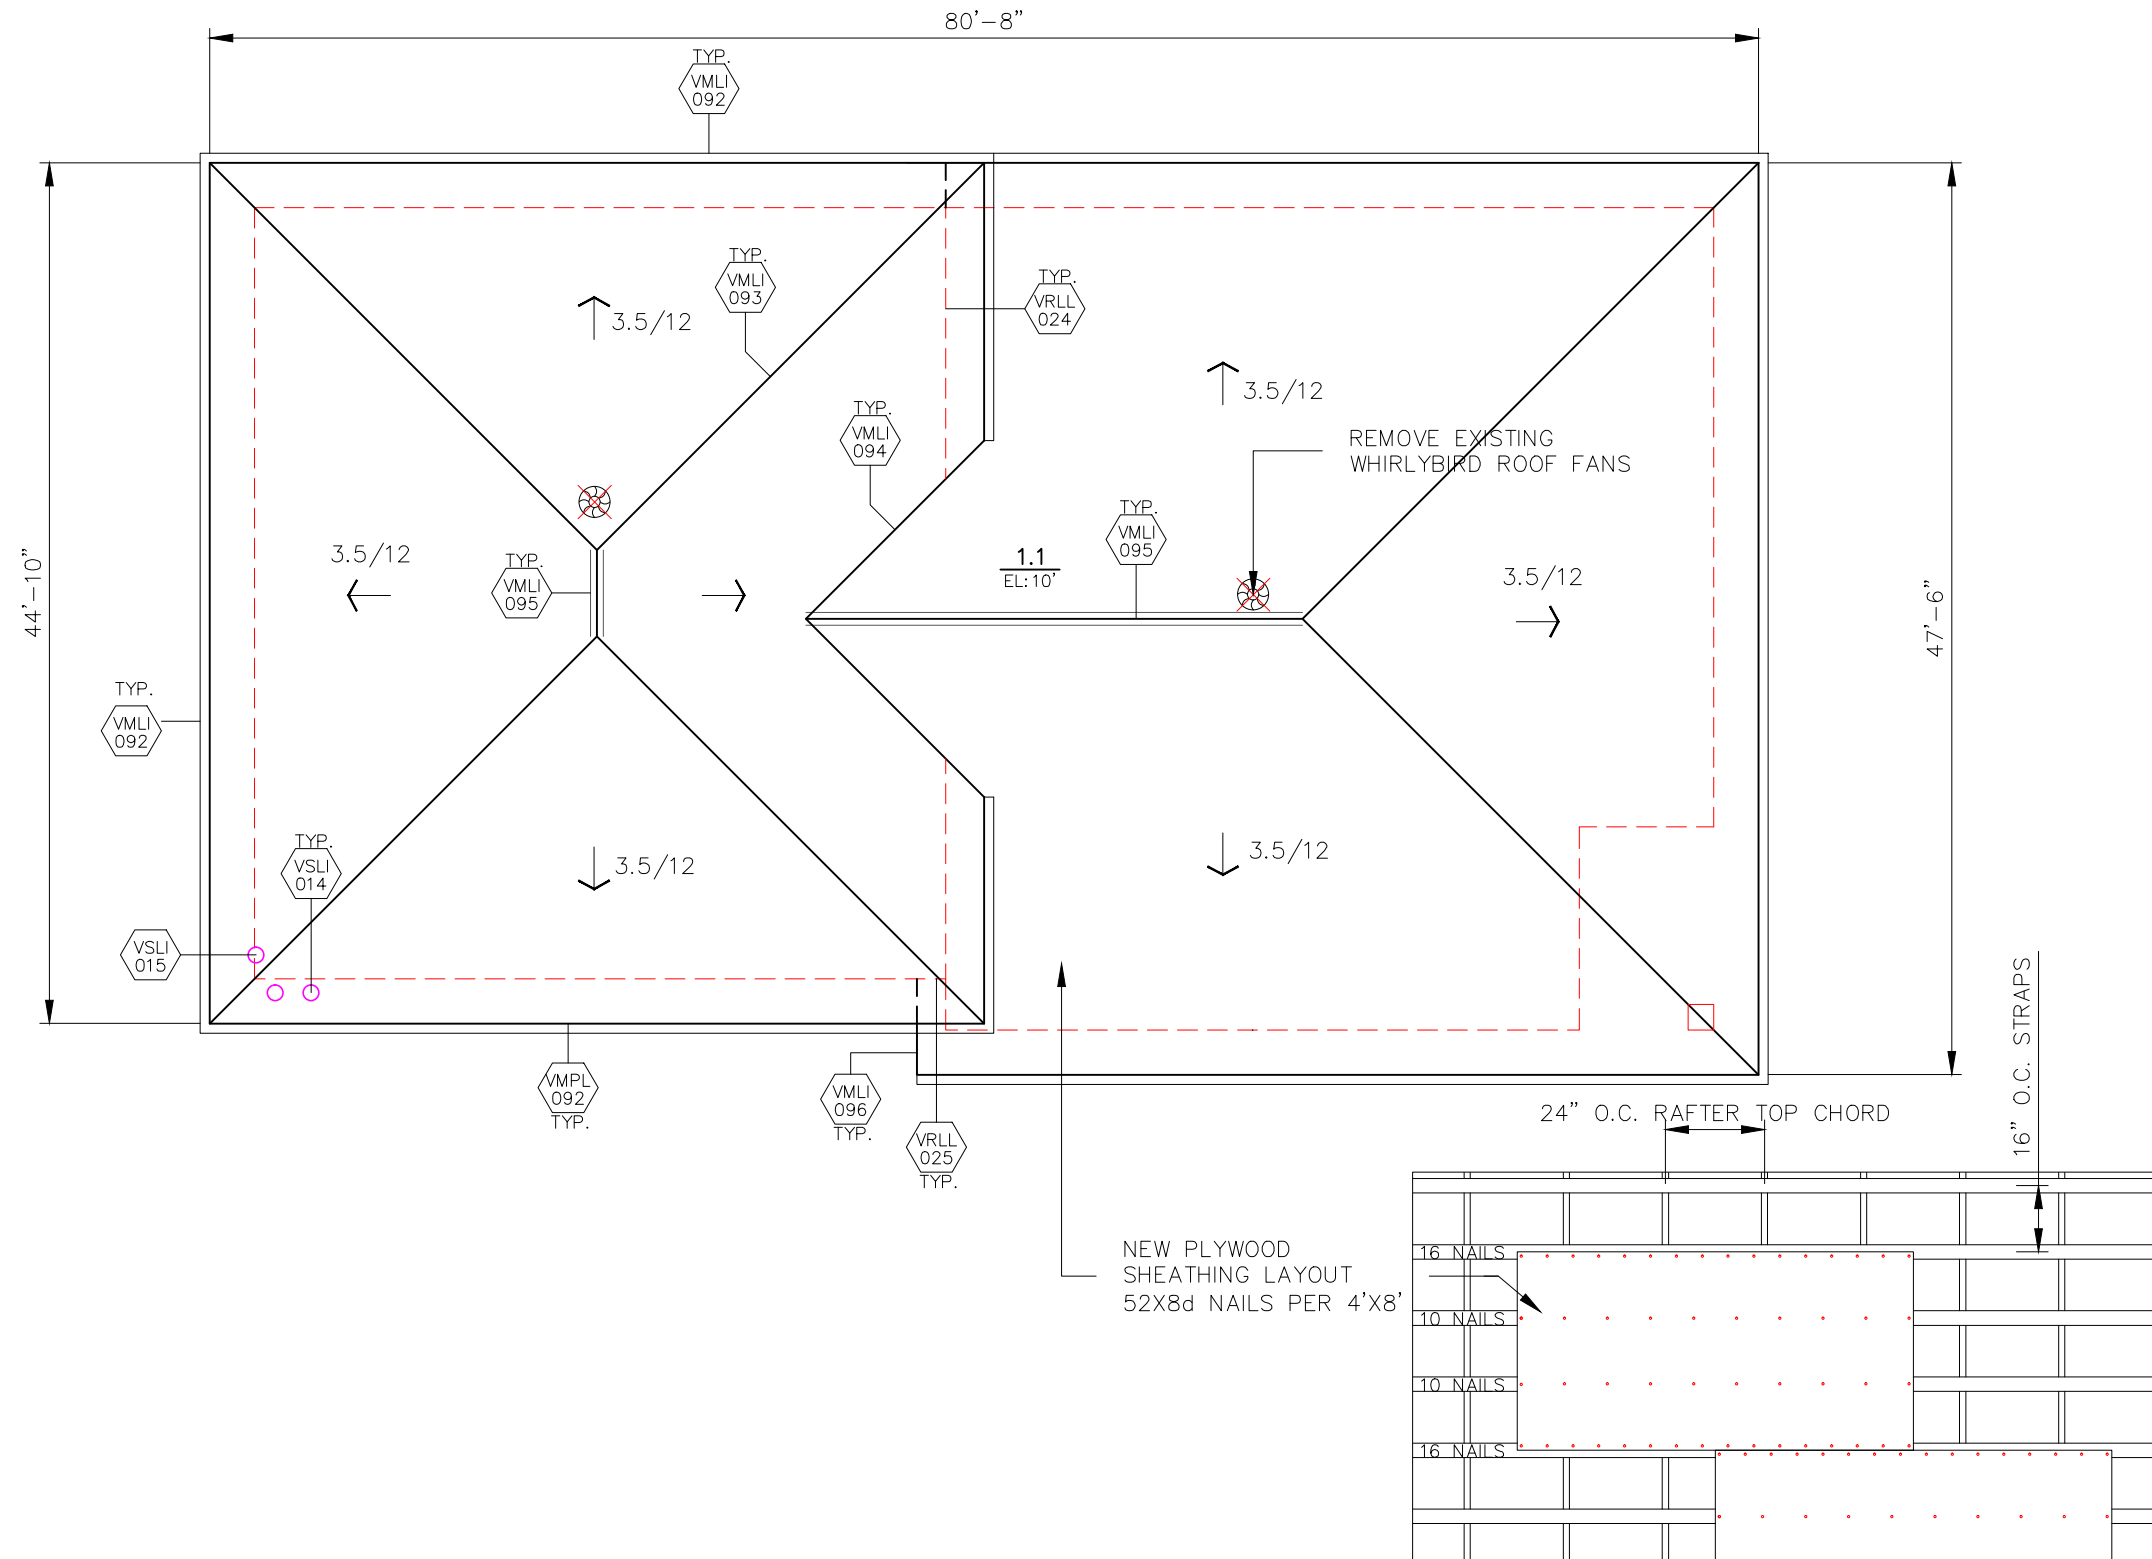 80'-8"
TYP.
VMLI
092
TYP.
VMLI
093
TYP.
VRLL
024
3.5/12
3.5/12
TYP.
VMLI
094
REMOVE EXISTING
WHIRLYBIRD ROOF FANS
44'-10"
3.5/12
TYP.
VMLI
095
1.1
EL:10'
TYP.
VMLI
095
3.5/12
47'-6"
TYP.
VMLI
092
TYP.
VSLI
014
3.5/12
3.5/12
VSLI
015
VMPL
092
TYP.
VMLI
096
TYP.
VRLL
025
TYP.
24" O.C. RAFTER TOP CHORD
16" O.C. STRAPS
NEW PLYWOOD
SHEATHING LAYOUT
52X8d NAILS PER 4'X8'
16 NAILS
10 NAILS
10 NAILS
16 NAILS